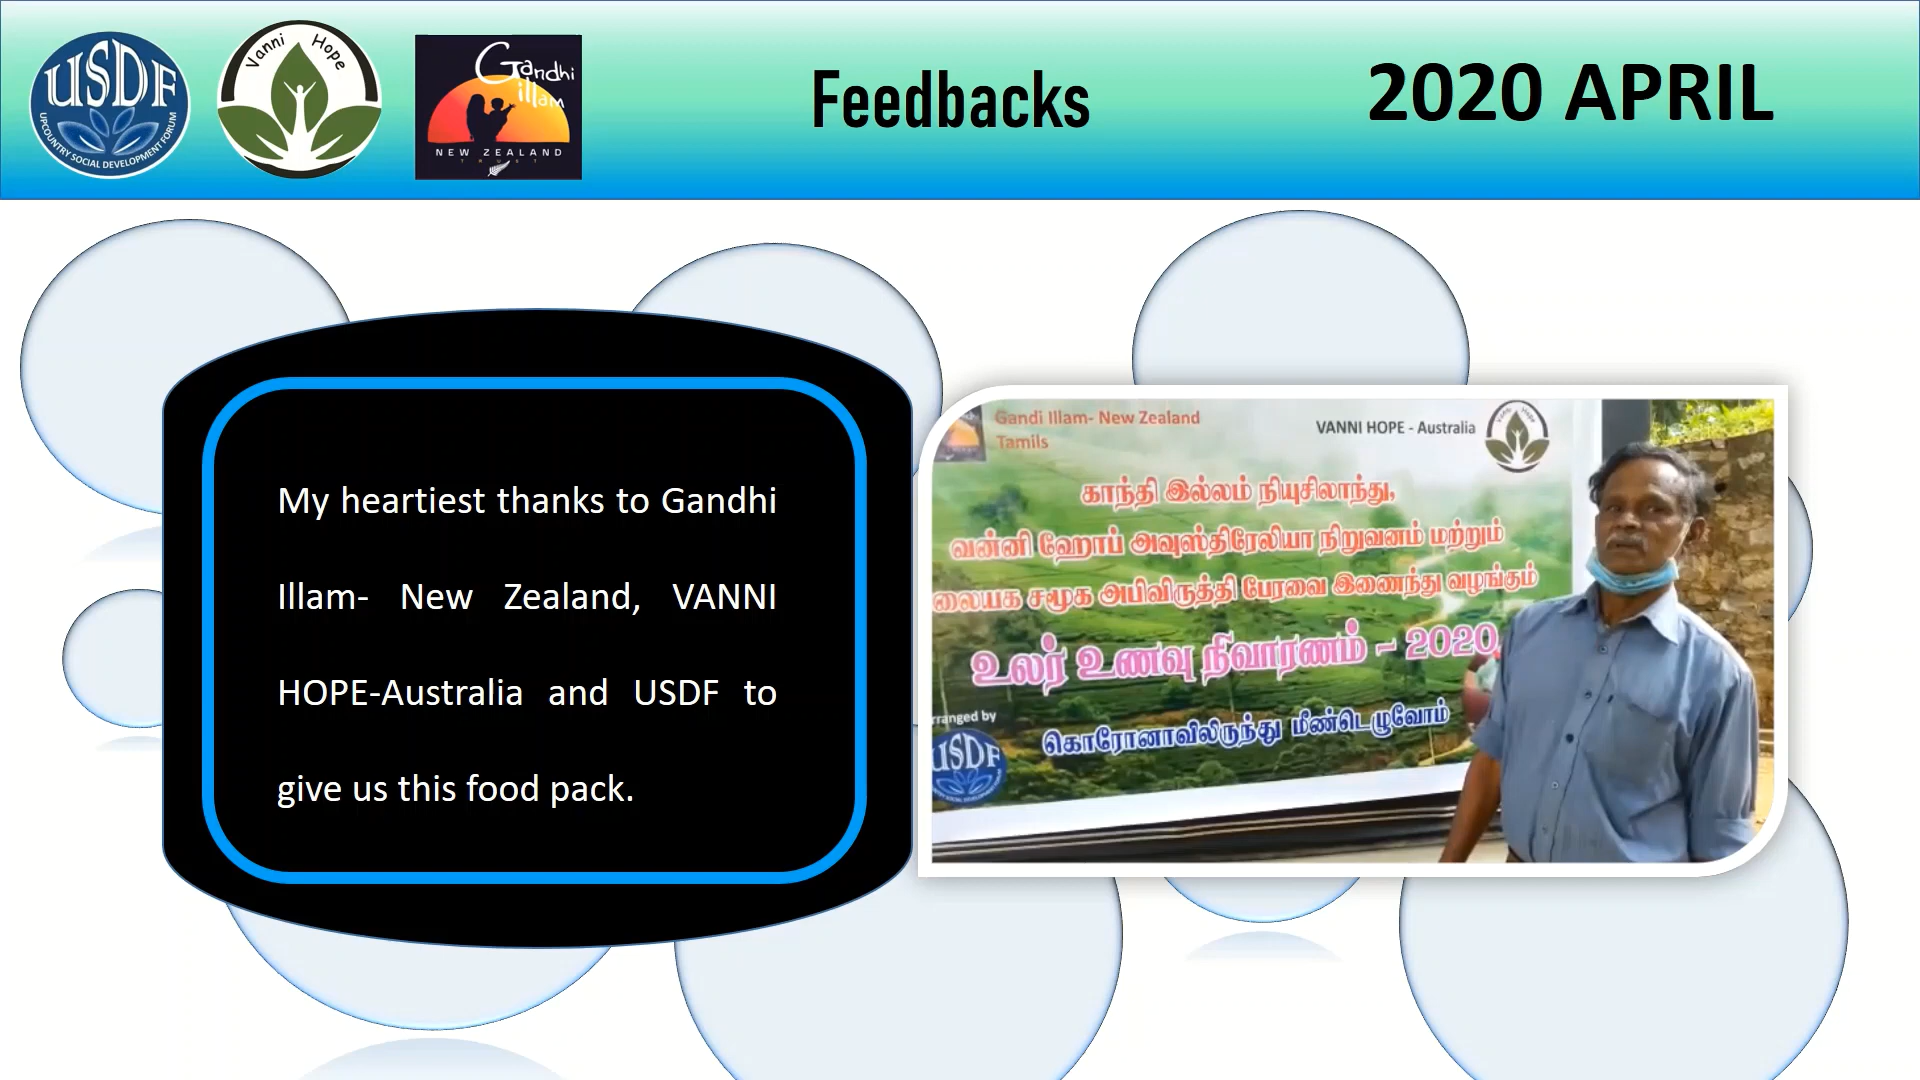 USDF
UPCOUNTRY SOCIAL DEVELOPMENT FORUM
Vanni Hope
Gandhi
illam
NEW ZEALAND
TRUST
Feedbacks
2020 APRIL
My heartiest thanks to Gandhi
Illam- New Zealand, VANNI
HOPE-Australia and USDF to
give us this food pack.
Gandi Illam- New Zealand
Tamils
VANNI HOPE - Australia
Vanni Hope
காந்தி இல்லம் நியுசிலாந்து,
வன்னி ஹோப் அவுஸ்திரேலியா நிறுவனம் மற்றும்
லையக சமூக அபிவிருத்தி பேரவை இணைந்து வழங்கும்
உலர் உணவு நிவாரணம் - 2020
கொரோனாவிலிருந்து மீண்டெழுவோம்
rranged by
USDF